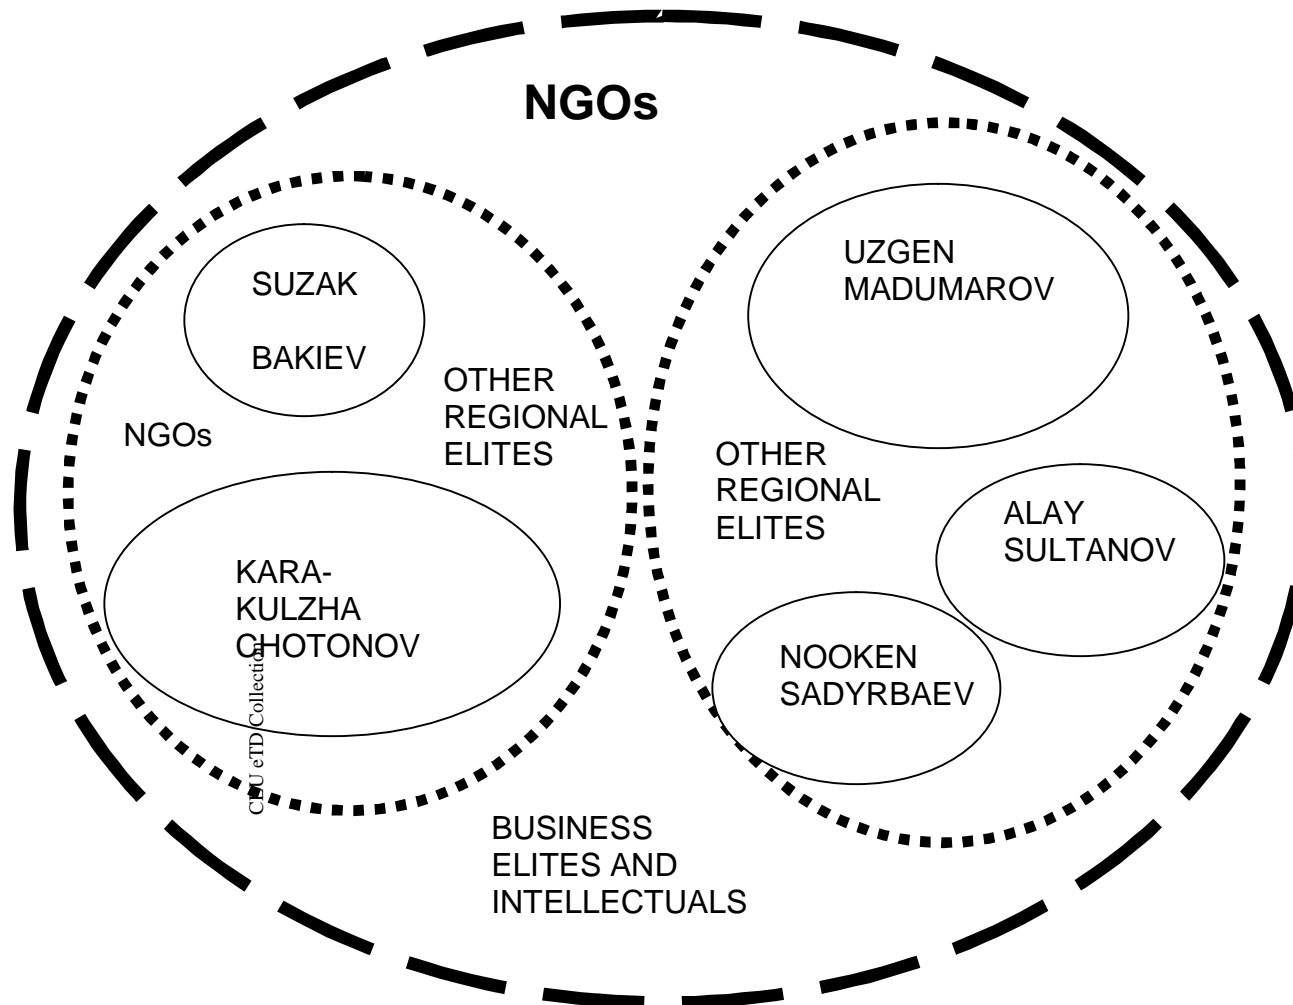 NGOs
SUZAK
BAKIEV
NGOs
OTHER
REGIONAL
ELITES
KARA-
KULZHA
CHOTONOV
CEU eTD Collection
UZGEN
MADUMAROV
OTHER
REGIONAL
ELITES
ALAY
SULTANOV
NOOKEN
SADYRBAEV
BUSINESS
ELITES AND
INTELLECTUALS